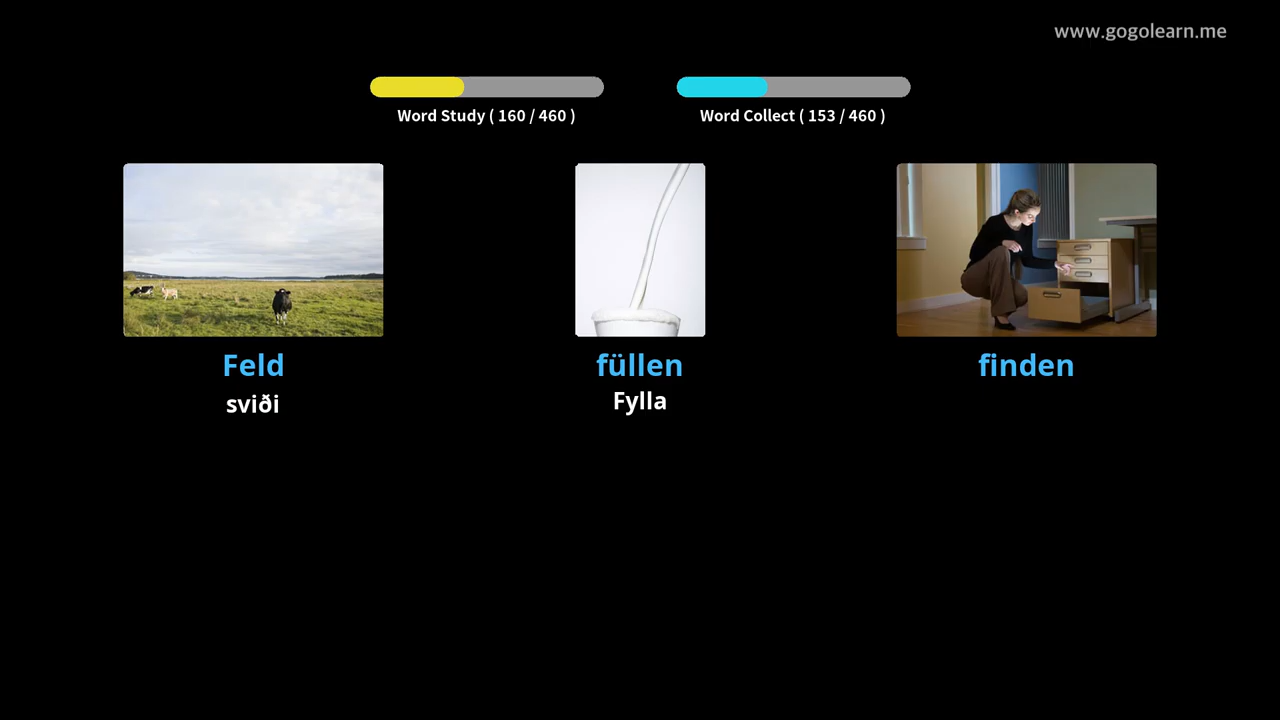 www.gogolearn.me
Word Study ( 160 / 460 )
Word Collect ( 153 / 460 )
Feld
füllen
finden
sviði
Fylla